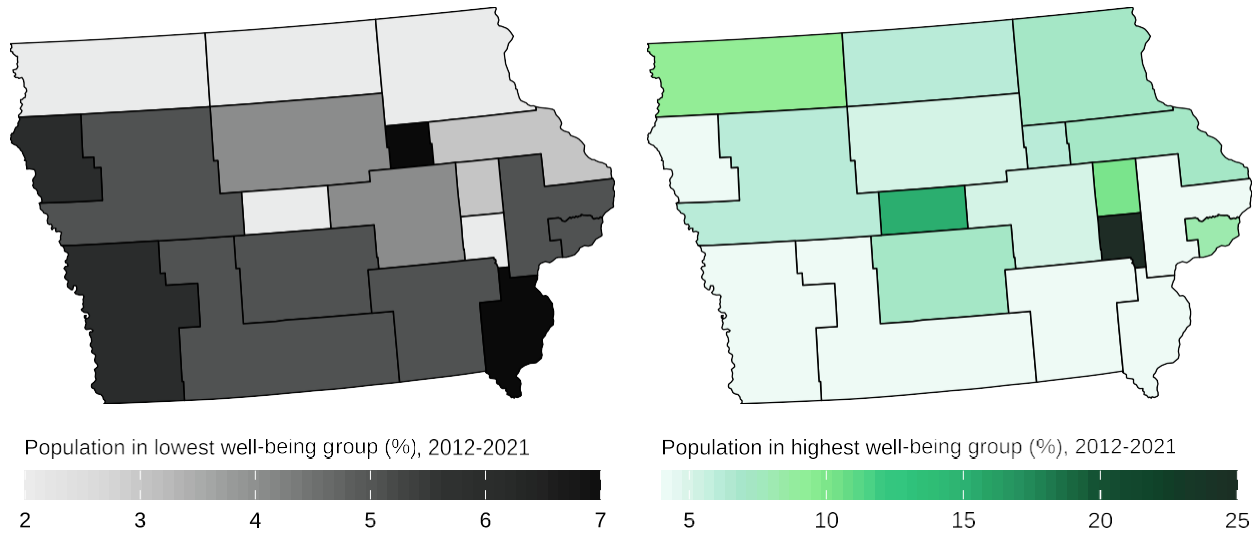 Population in lowest well-being group (%), 2012-2021
2 3 4 5 6 7
Population in highest well-being group (%), 2012-2021
5 10 15 20 25